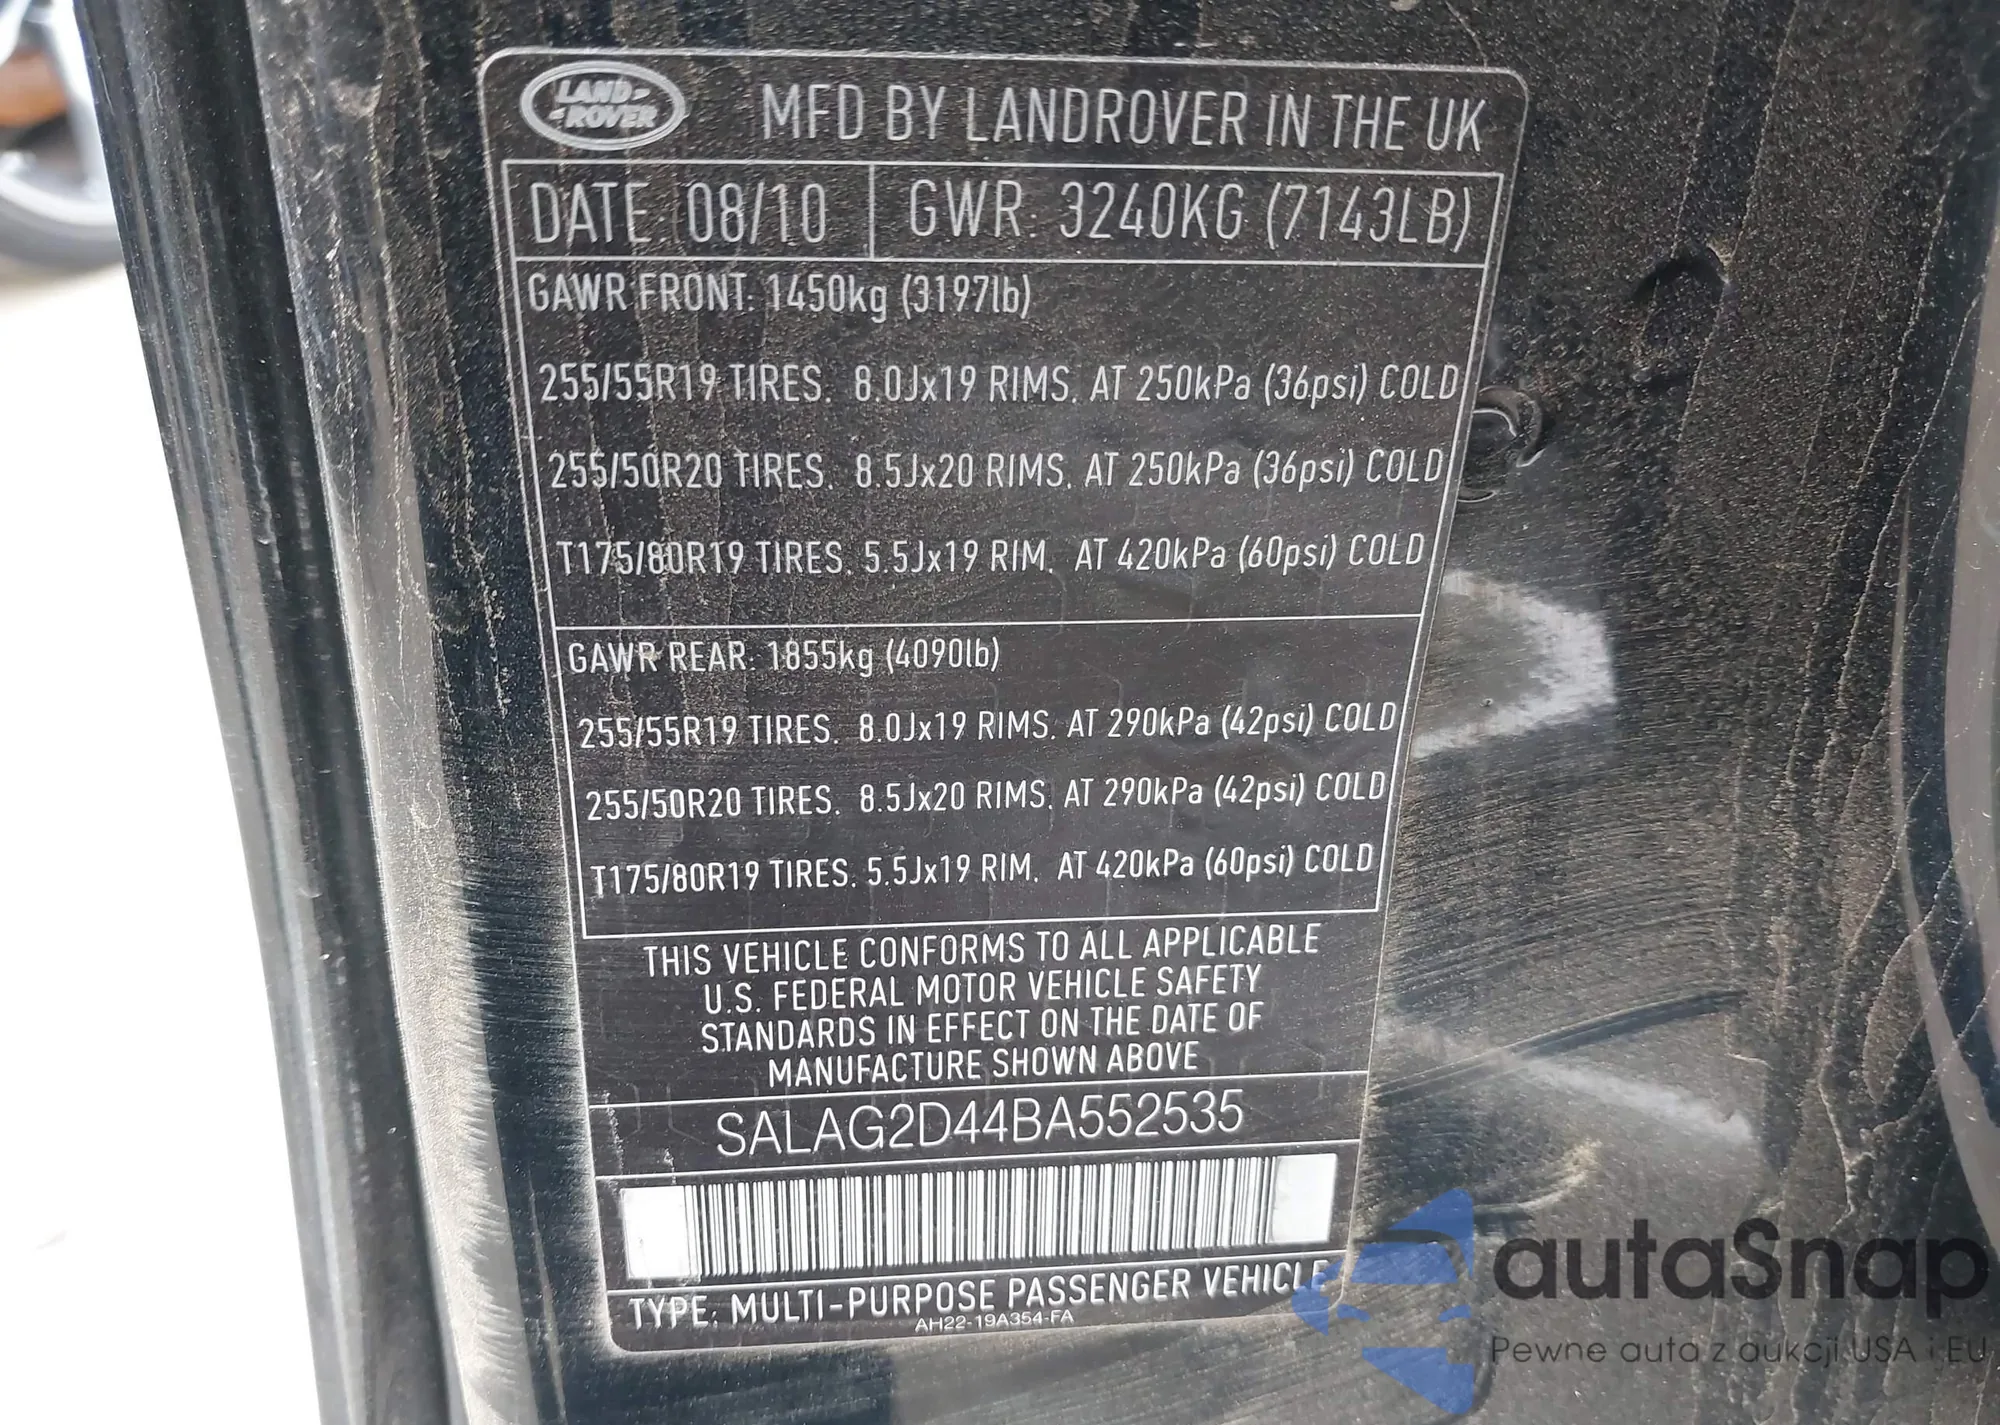 LAND-
-ROVER
MFD BY LANDROVER IN THE UK
DATE: 08/10 GWR: 3240KG (7143LB)
GAWR FRONT: 1450kg (3197lb)
255/55R19 TIRES. 8.0Jx19 RIMS. AT 250kPa (36psi) COLD
255/50R20 TIRES. 8.5Jx20 RIMS. AT 250kPa (36psi) COLD
T175/80R19 TIRES. 5.5Jx19 RIM. AT 420kPa (60psi) COLD
GAWR REAR: 1855kg (4090lb)
255/55R19 TIRES. 8.0Jx19 RIMS. AT 290kPa (42psi) COLD
255/50R20 TIRES. 8.5Jx20 RIMS. AT 290kPa (42psi) COLD
T175/80R19 TIRES. 5.5Jx19 RIM. AT 420kPa (60psi) COLD
THIS VEHICLE CONFORMS TO ALL APPLICABLE
U.S. FEDERAL MOTOR VEHICLE SAFETY
STANDARDS IN EFFECT ON THE DATE OF
MANUFACTURE SHOWN ABOVE
SALAG2D44BA552535
TYPE: MULTI-PURPOSE PASSENGER VEHICLE
AH22-19A354-FA
autaSnap
Pewne auta z aukcji USA i EU